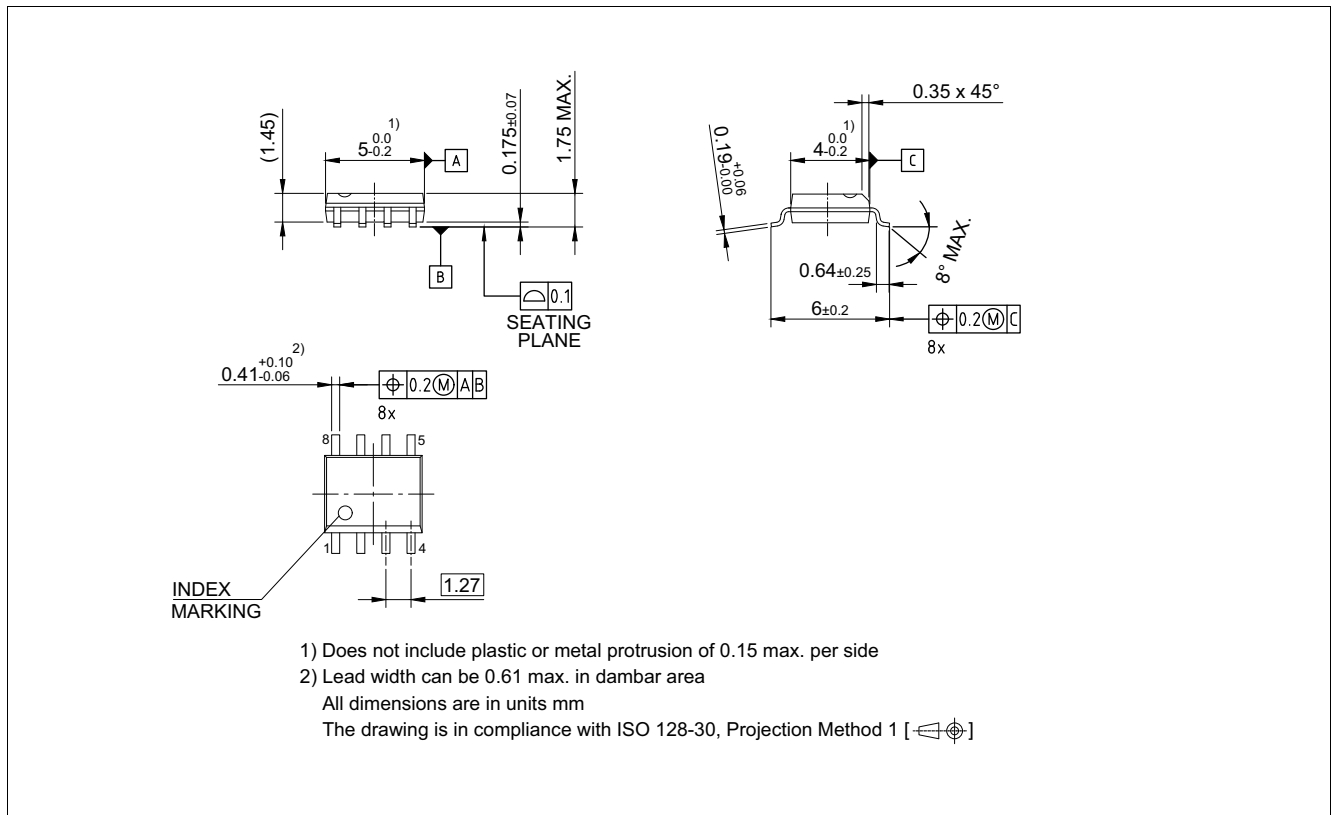 (1.45)
5 0.0 -0.2 1)
A
0.175±0.07
1.75 MAX.
B
0.1
SEATING
PLANE
0.35 x 45°
0.19 +0.06 -0.00
4 0.0 -0.2 1)
C
8° MAX.
0.64±0.25
6±0.2
0.2 Ⓜ C
8x
0.41 +0.10 -0.06 2)
0.2 Ⓜ A B
8x
8
5
1
4
1.27
INDEX
MARKING
1) Does not include plastic or metal protrusion of 0.15 max. per side
2) Lead width can be 0.61 max. in dambar area
All dimensions are in units mm
The drawing is in compliance with ISO 128-30, Projection Method 1 [ ]